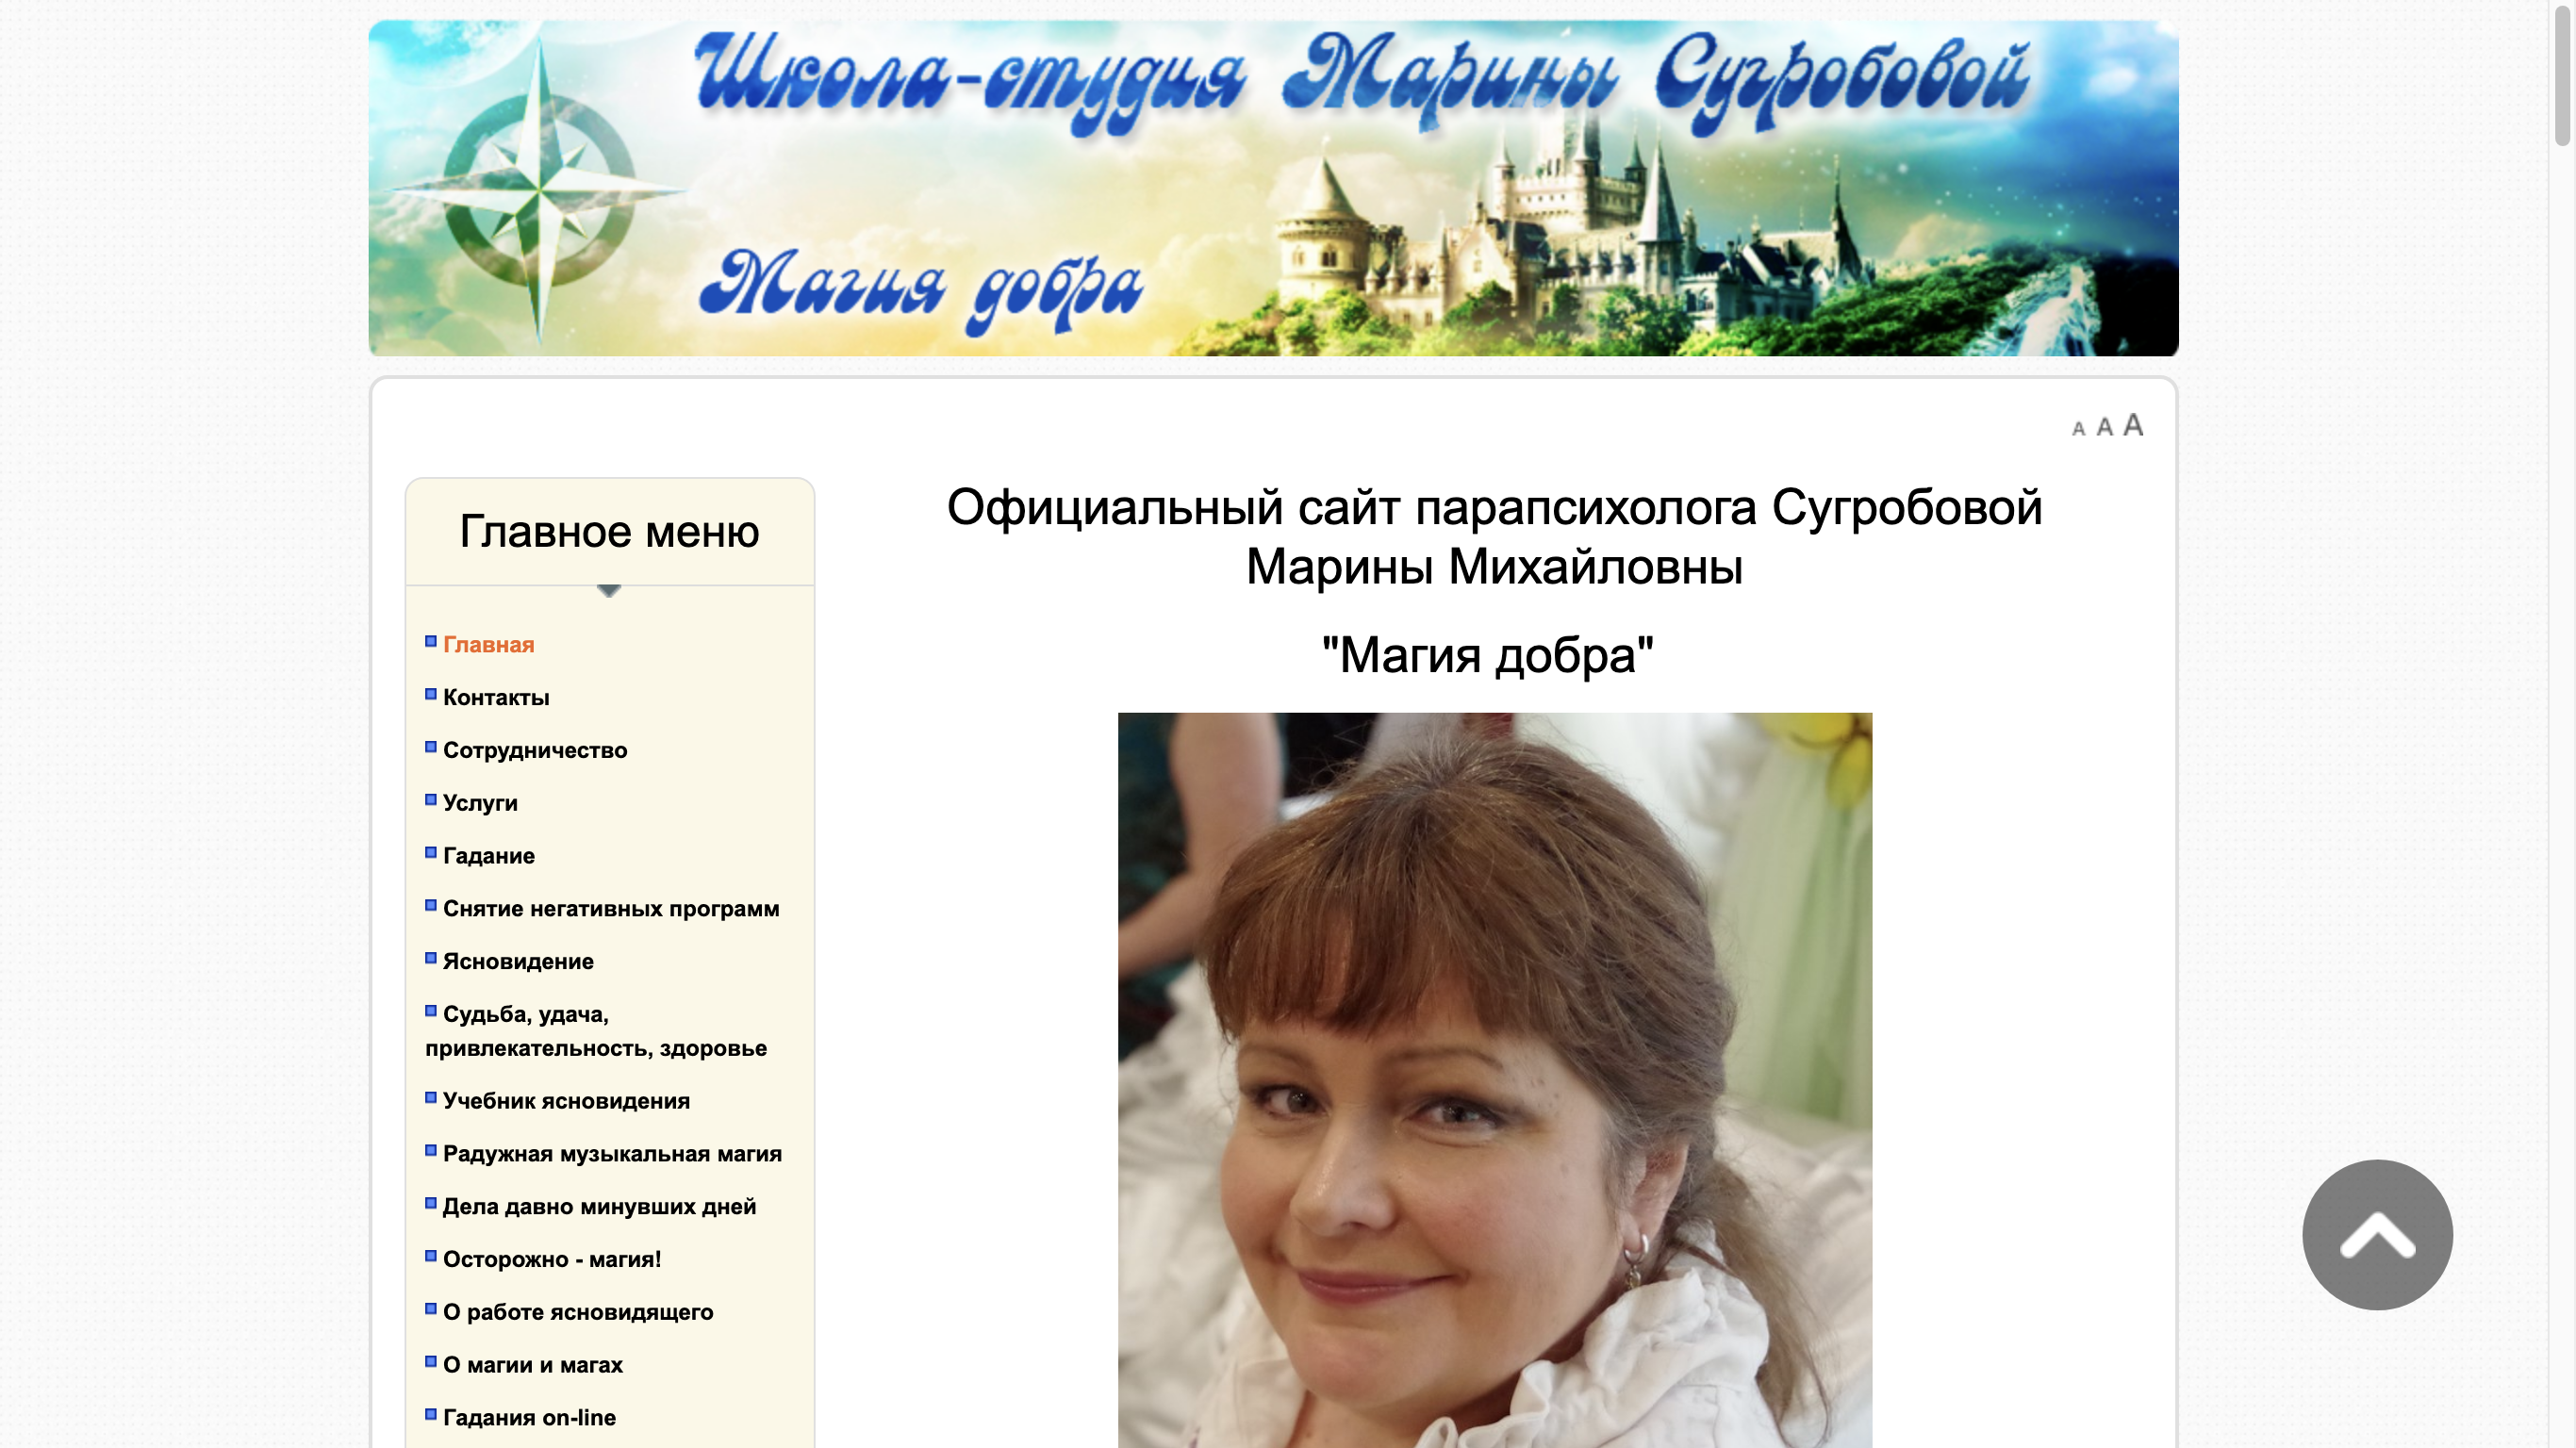 Школа-студия Марины Сугробовой
Магия добра
A A A
Главное меню
Главная
Контакты
Сотрудничество
Услуги
Гадание
Снятие негативных программ
Ясновидение
Судьба, удача,
привлекательность, здоровье
Учебник ясновидения
Радужная музыкальная магия
Дела давно минувших дней
Осторожно - магия!
О работе ясновидящего
О магии и магах
Гадания on-line
Официальный сайт парапсихолога Сугробовой
Марины Михайловны
"Магия добра"